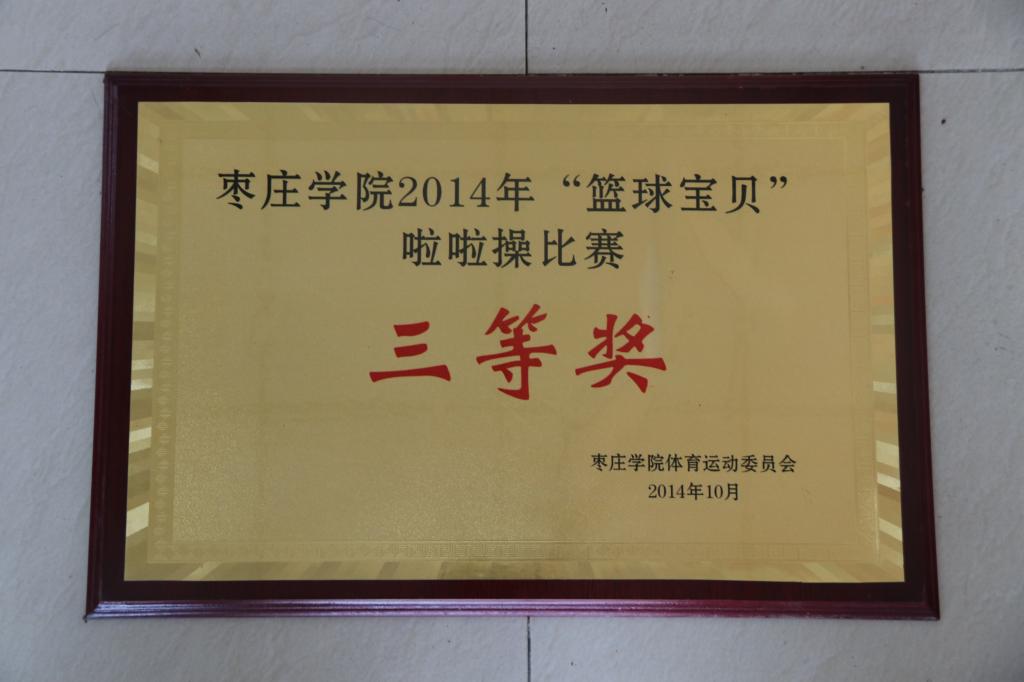 枣庄学院2014年“篮球宝贝”
啦啦操比赛
三等奖
枣庄学院体育运动委员会
2014年10月